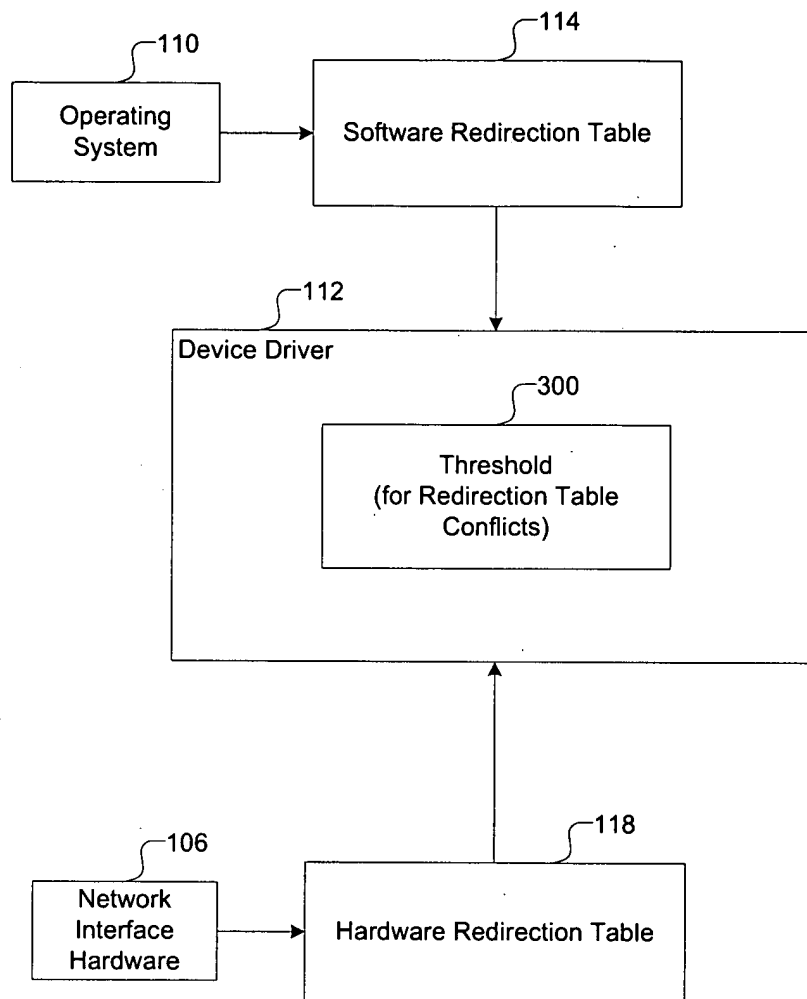 110
Operating
System
114
Software Redirection Table
112
Device Driver
300
Threshold
(for Redirection Table
Conflicts)
106
Network
Interface
Hardware
118
Hardware Redirection Table